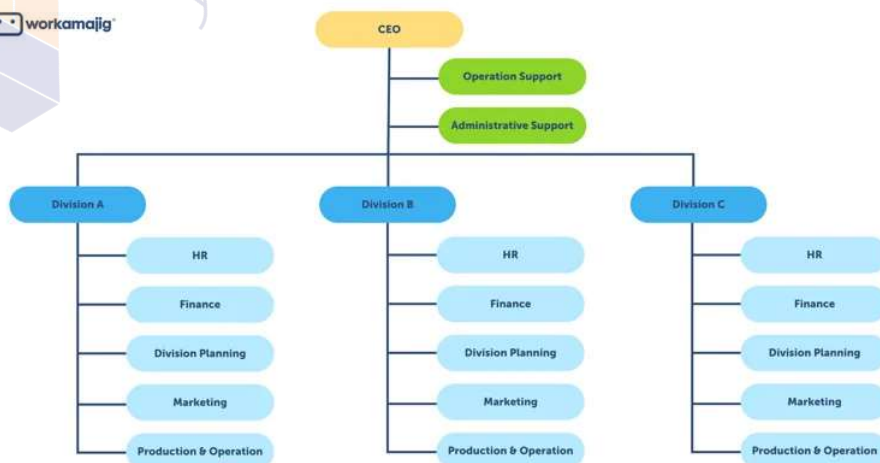 workamajig
CEO
Operation Support
Administrative Support
Division A
Division B
Division C
HR
HR
HR
Finance
Finance
Finance
Division Planning
Division Planning
Division Planning
Marketing
Marketing
Marketing
Production & Operation
Production & Operation
Production & Operation